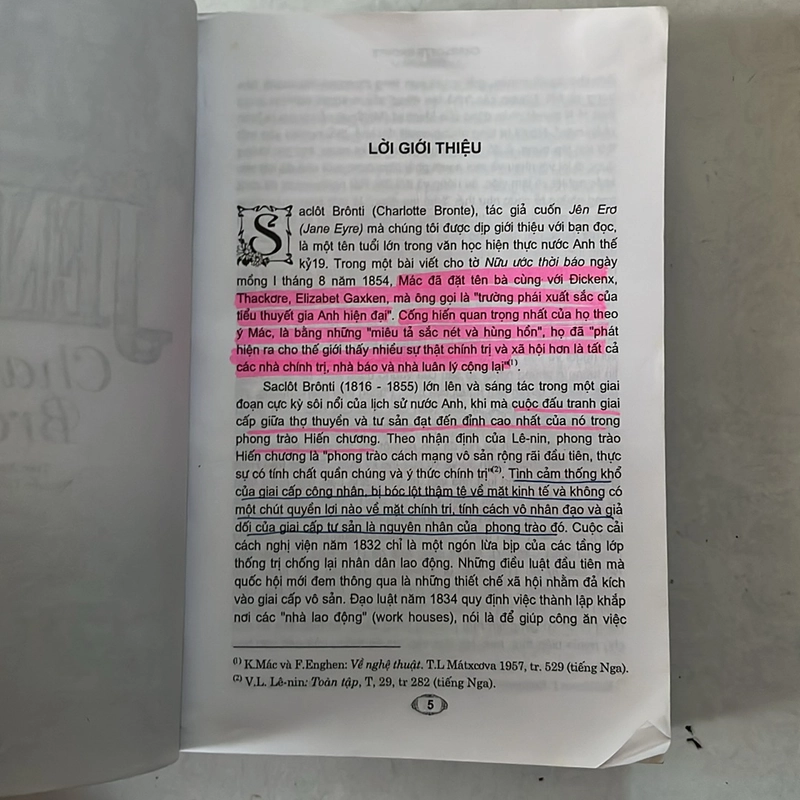 LỜI GIỚI THIỆU
Saclôt Brônti (Charlotte Bronte), tác giả cuốn Jên Erơ
(Jane Eyre) mà chúng tôi được dịp giới thiệu với bạn đọc,
là một tên tuổi lớn trong văn học hiện thực nước Anh thế
kỷ19. Trong một bài viết cho tờ Nữu ước thời báo ngày
mồng I tháng 8 năm 1854, Mác đã đặt tên bà cùng với Đickenx,
Thackơre, Elizabet Gaxken, mà ông gọi là "trường phái xuất sắc của
tiểu thuyết gia Anh hiện đại". Cống hiến quan trọng nhất của họ theo
ý Mác, là bằng những "miêu tả sắc nét và hùng hồn", họ đã "phát
hiện ra cho thế giới thấy nhiều sự thật chính trị và xã hội hơn là tất cả
các nhà chính trị, nhà báo và nhà luân lý cộng lại"(1).
Saclôt Brônti (1816 - 1855) lớn lên và sáng tác trong một giai
đoạn cực kỳ sôi nổi của lịch sử nước Anh, khi mà cuộc đấu tranh giai
cấp giữa thợ thuyền và tư sản đạt đến đỉnh cao nhất của nó trong
phong trào Hiến chương. Theo nhận định của Lê-nin, phong trào
Hiến chương là "phong trào cách mạng vô sản rộng rãi đầu tiên, thực
sự có tính chất quần chúng và ý thức chính trị"(2). Tình cảm thống khổ
của giai cấp công nhân, bị bóc lột thậm tệ về mặt kinh tế và không có
một chút quyền lợi nào về mặt chính trị, tính cách vô nhân đạo và giả
dối của giai cấp tư sản là nguyên nhân của phong trào đó. Cuộc cải
cách nghị viện năm 1832 chỉ là một ngón lừa bịp của các tầng lớp
thống trị chống lại nhân dân lao động. Những điều luật đầu tiên mà
quốc hội mới đem thông qua là những thiết chế xã hội nhằm đả kích
vào giai cấp vô sản. Đạo luật năm 1834 quy định việc thành lập khắp
nơi các "nhà lao động" (work houses), nói là để giúp công ăn việc
(1) K.Mác và F.Enghen: Về nghệ thuật. T.L Mátxcơva 1957, tr. 529 (tiếng Nga).
(2) V.L. Lê-nin: Toàn tập, T, 29, tr 282 (tiếng Nga).
5